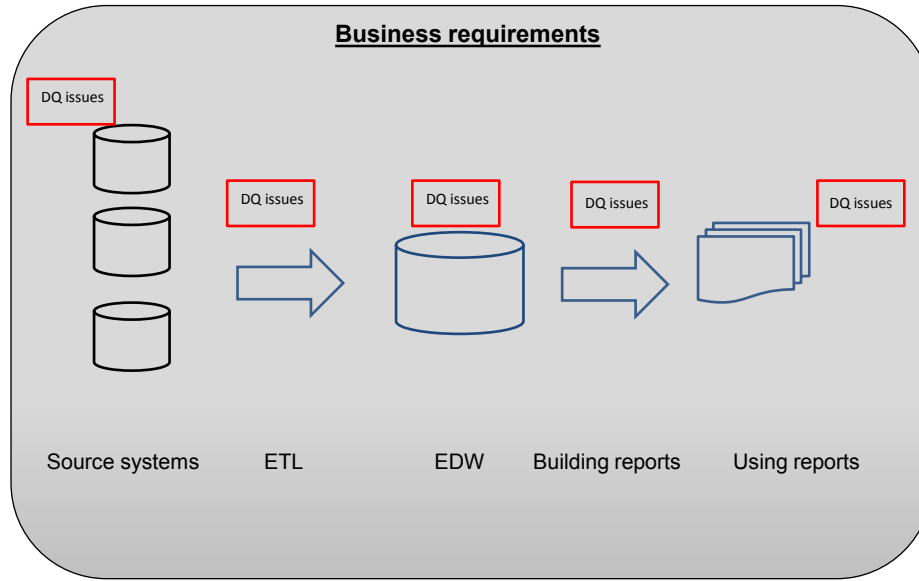 Business requirements
DQ issues
DQ issues
DQ issues
DQ issues
DQ issues
Source systems
ETL
EDW
Building reports
Using reports